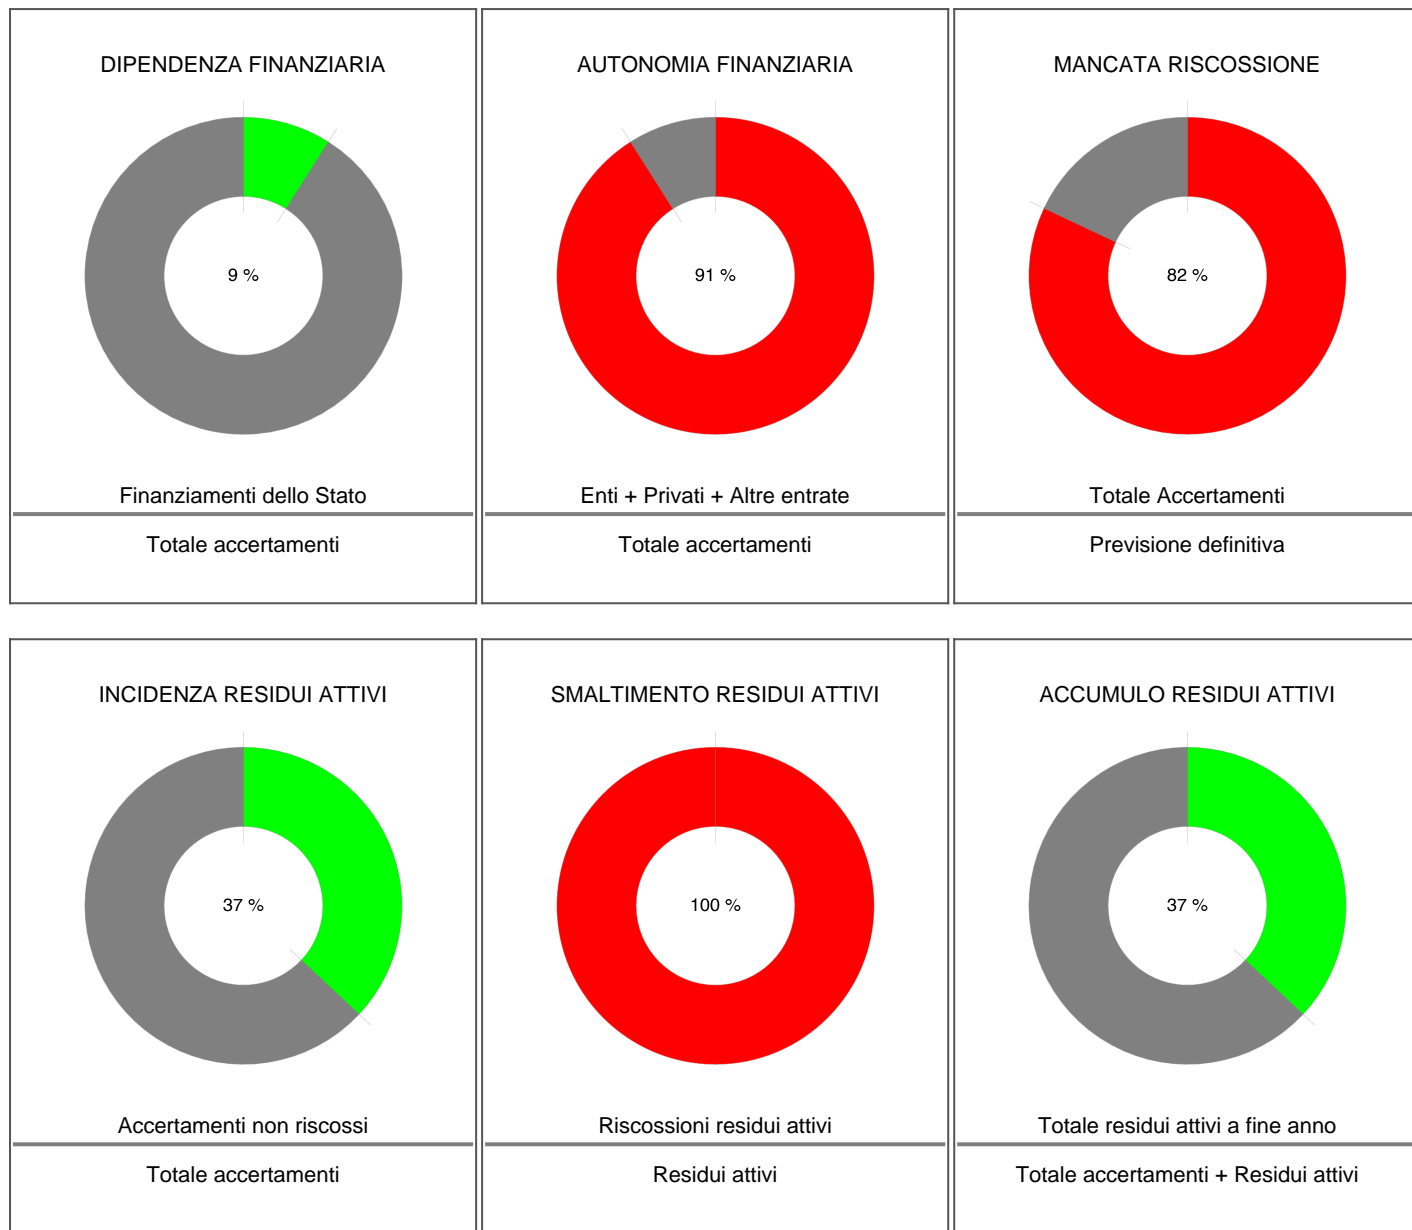 DIPENDENZA FINANZIARIA
9 %
Finanziamenti dello Stato
Totale accertamenti
AUTONOMIA FINANZIARIA
91 %
Enti + Privati + Altre entrate
Totale accertamenti
MANCATA RISCOSSIONE
82 %
Totale Accertamenti
Previsione definitiva
INCIDENZA RESIDUI ATTIVI
37 %
Accertamenti non riscossi
Totale accertamenti
SMALTIMENTO RESIDUI ATTIVI
100 %
Riscossioni residui attivi
Residui attivi
ACCUMULO RESIDUI ATTIVI
37 %
Totale residui attivi a fine anno
Totale accertamenti + Residui attivi